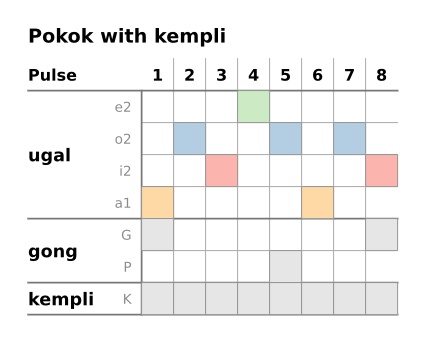 Pokok with kempli
Pulse 1 2 3 4 5 6 7 8
e2
o2
ugal
i2
a1
G
gong
P
kempli K